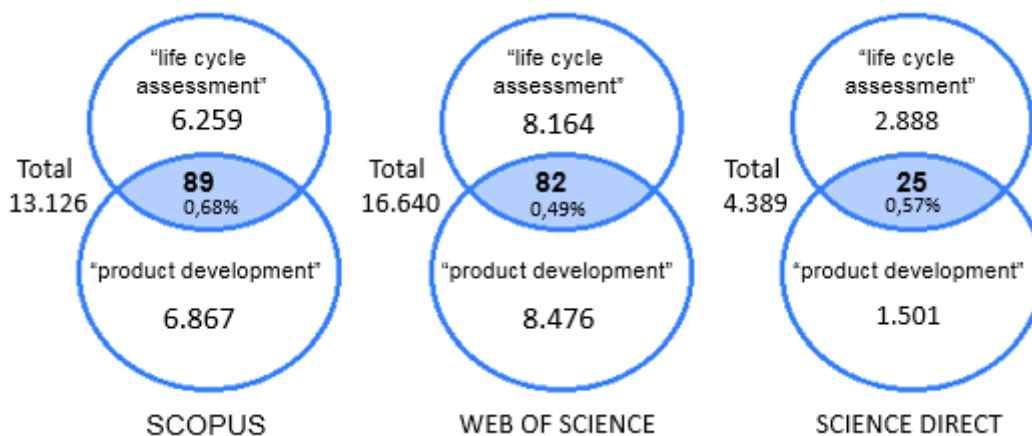 “life cycle
assessment”
6.259
Total
13.126
89
0,68%
“product development”
6.867
SCOPUS
“life cycle
assessment”
8.164
Total
16.640
82
0,49%
“product development”
8.476
WEB OF SCIENCE
“life cycle
assessment”
2.888
Total
4.389
25
0,57%
“product development”
1.501
SCIENCE DIRECT